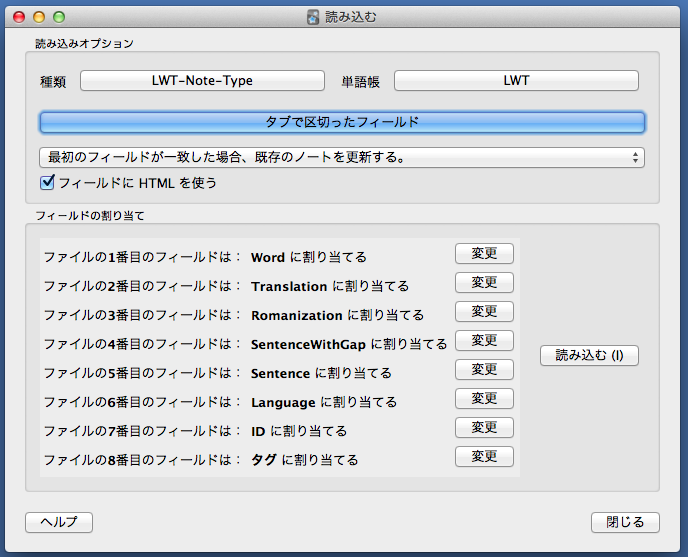 読み込む
読み込みオプション
種類 LWT-Note-Type 単語帳 LWT
タブで区切ったフィールド
最初のフィールドが一致した場合、既存のノートを更新する。
フィールドに HTML を使う
フィールドの割り当て
ファイルの1番目のフィールドは： Word に割り当てる 変更
ファイルの2番目のフィールドは： Translation に割り当てる 変更
ファイルの3番目のフィールドは： Romanization に割り当てる 変更
ファイルの4番目のフィールドは： SentenceWithGap に割り当てる 変更
ファイルの5番目のフィールドは： Sentence に割り当てる 変更
ファイルの6番目のフィールドは： Language に割り当てる 変更
ファイルの7番目のフィールドは： ID に割り当てる 変更
ファイルの8番目のフィールドは： タグ に割り当てる 変更
読み込む (I)
ヘルプ 閉じる